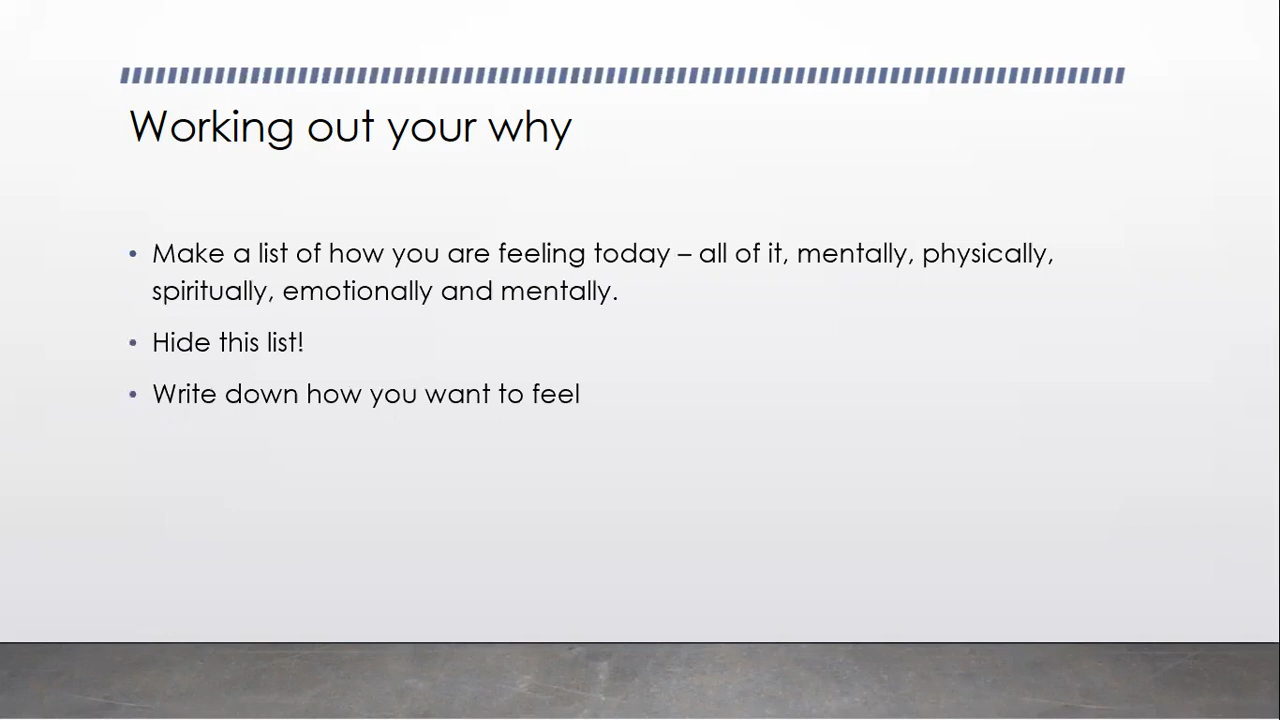 Working out your why
• Make a list of how you are feeling today – all of it, mentally, physically,
spiritually, emotionally and mentally.
• Hide this list!
• Write down how you want to feel